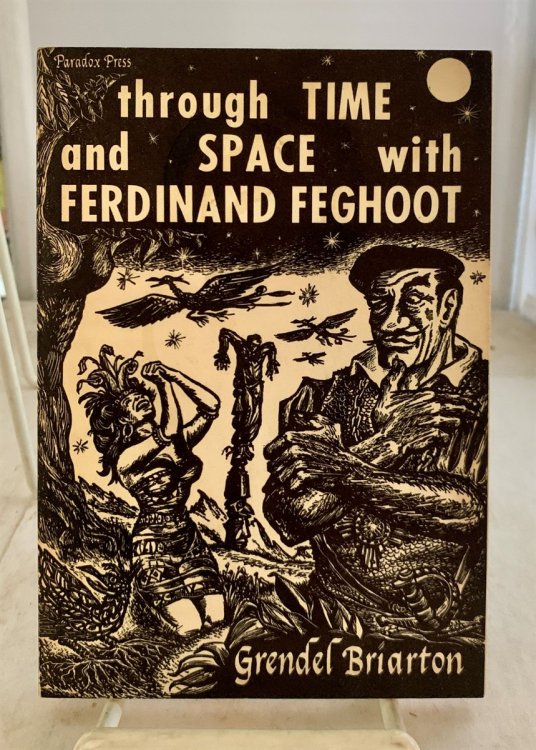 Paradox Press
through TIME
and SPACE with
FERDINAND FEGHOOT
Grendel Briarton